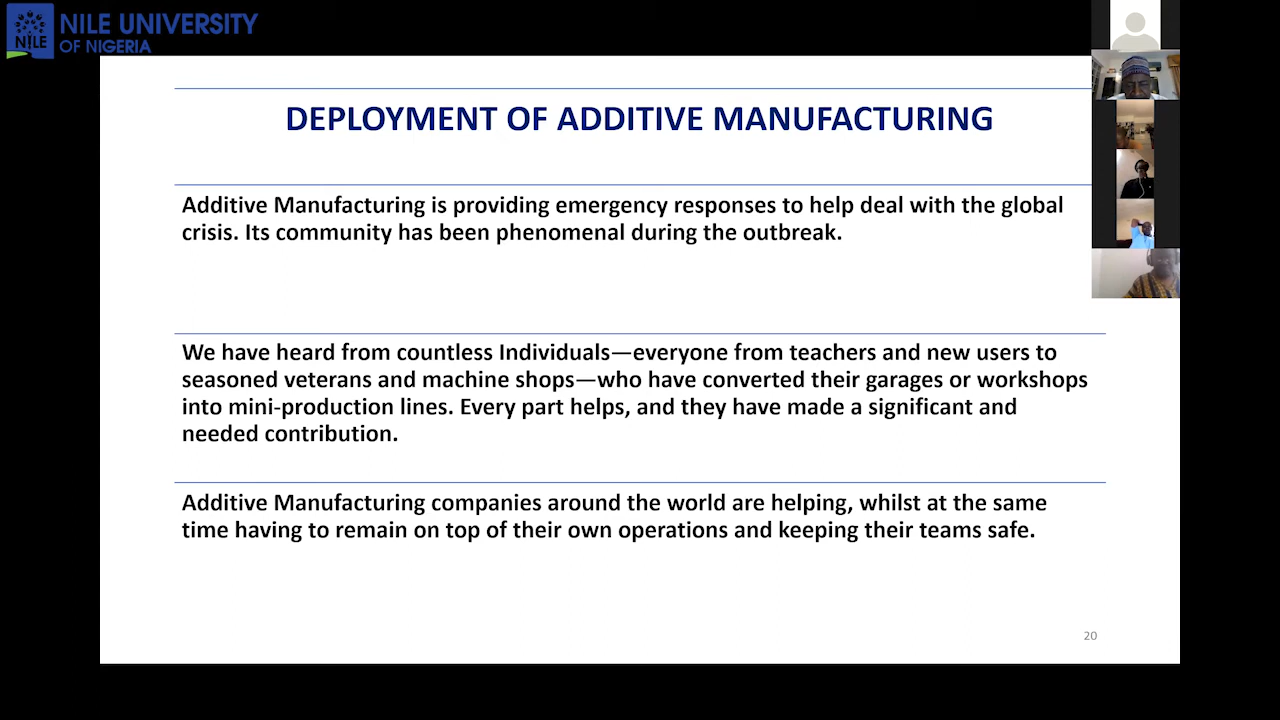 NILE UNIVERSITY
OF NIGERIA
NILE
DEPLOYMENT OF ADDITIVE MANUFACTURING
Additive Manufacturing is providing emergency responses to help deal with the global
crisis. Its community has been phenomenal during the outbreak.
We have heard from countless Individuals—everyone from teachers and new users to
seasoned veterans and machine shops—who have converted their garages or workshops
into mini-production lines. Every part helps, and they have made a significant and
needed contribution.
Additive Manufacturing companies around the world are helping, whilst at the same
time having to remain on top of their own operations and keeping their teams safe.
20